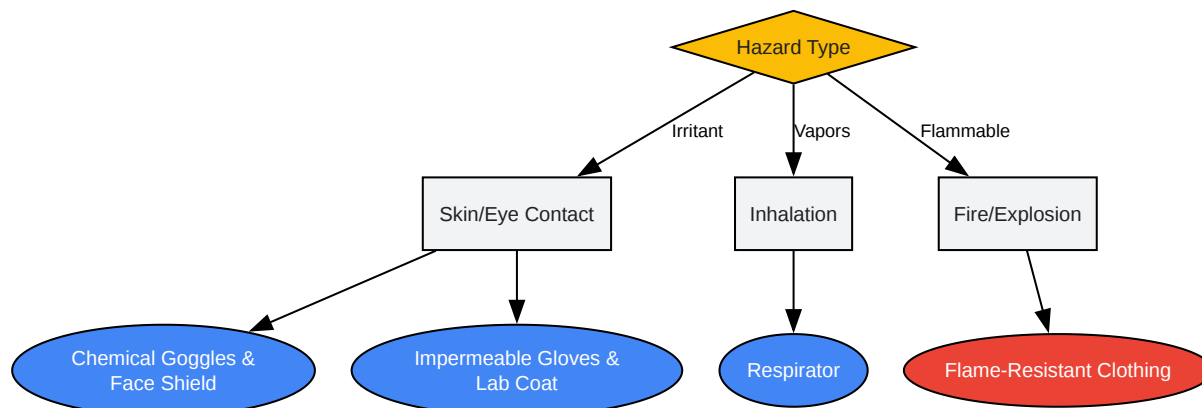 Hazard Type
Irritant
Vapors
Flammable
Skin/Eye Contact
Inhalation
Fire/Explosion
Chemical Goggles &
Face Shield
Impermeable Gloves &
Lab Coat
Respirator
Flame-Resistant Clothing